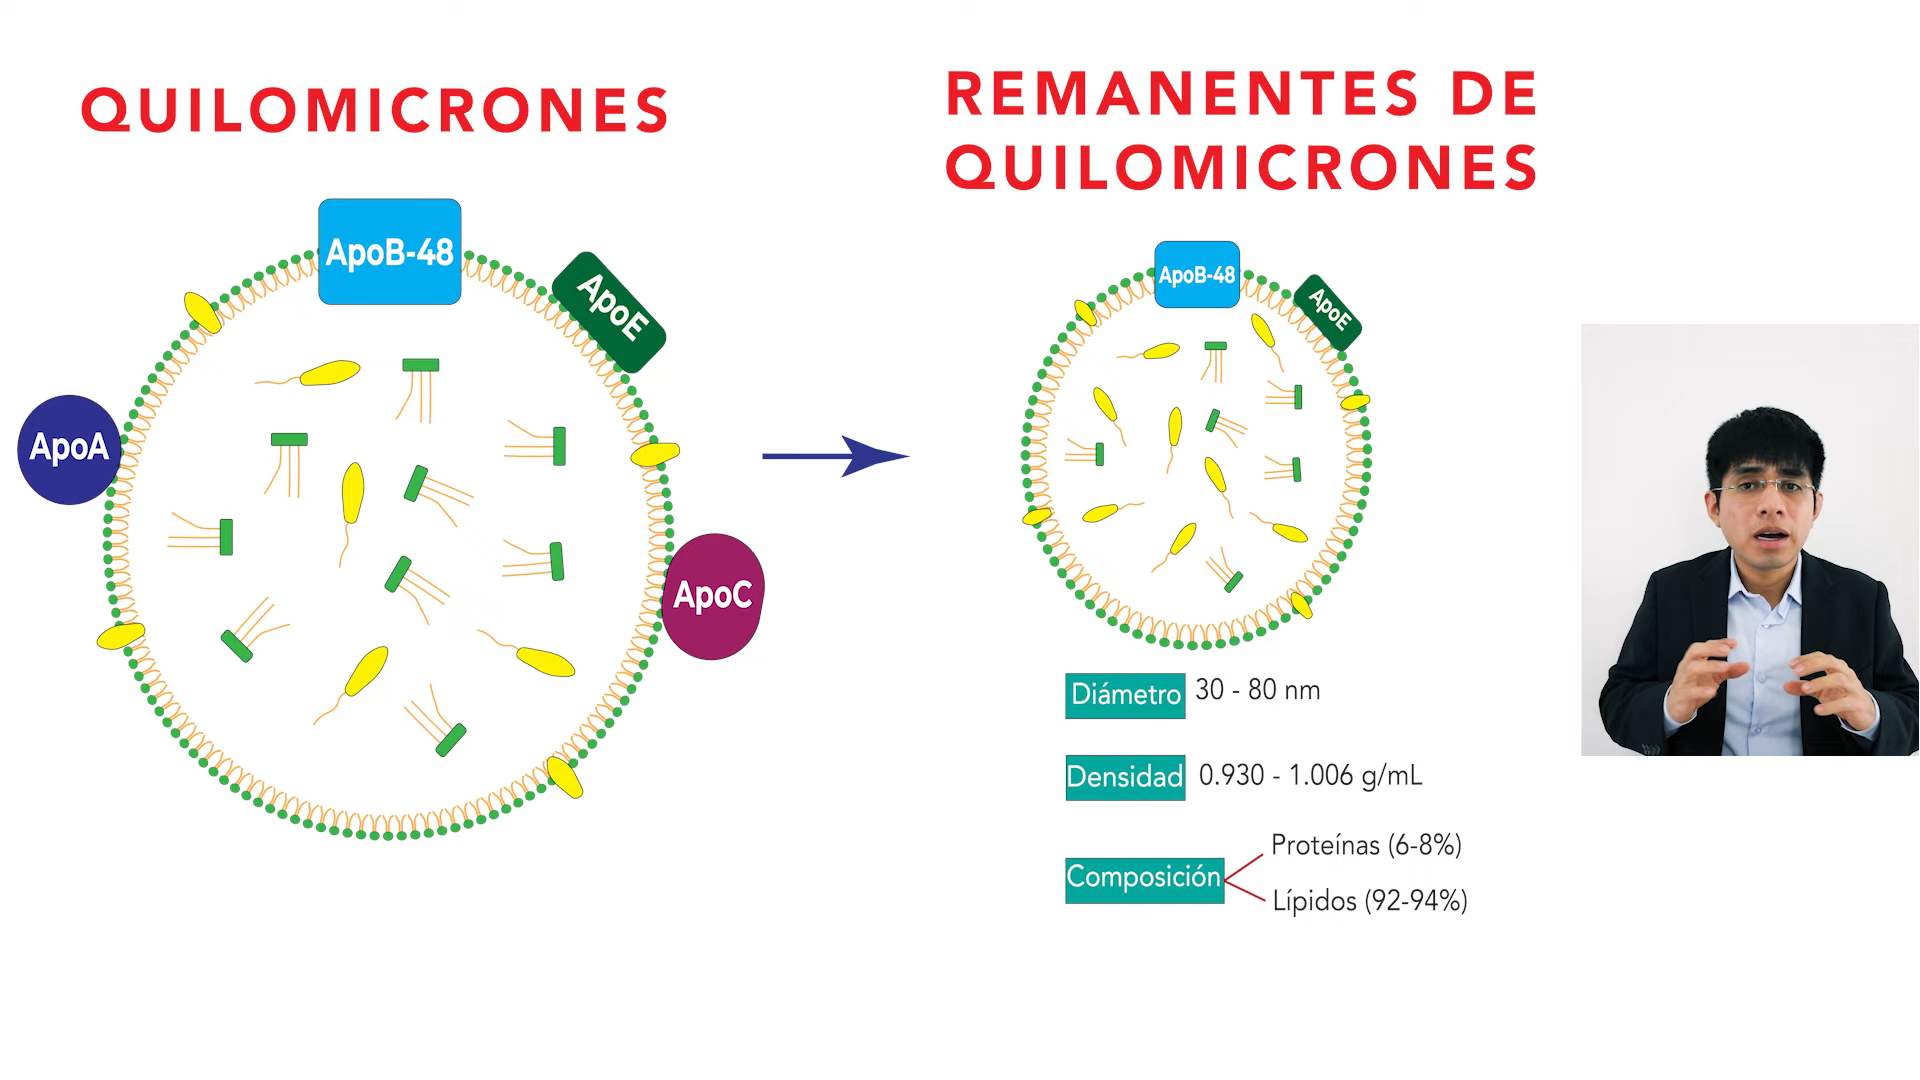 QUILOMICRONES
ApoB-48
ApoE
ApoA
ApoC
REMANENTES DE
QUILOMICRONES
ApoB-48
ApoE
Diámetro 30 - 80 nm
Densidad 0.930 - 1.006 g/mL
Composición
Proteínas (6-8%)
Lípidos (92-94%)